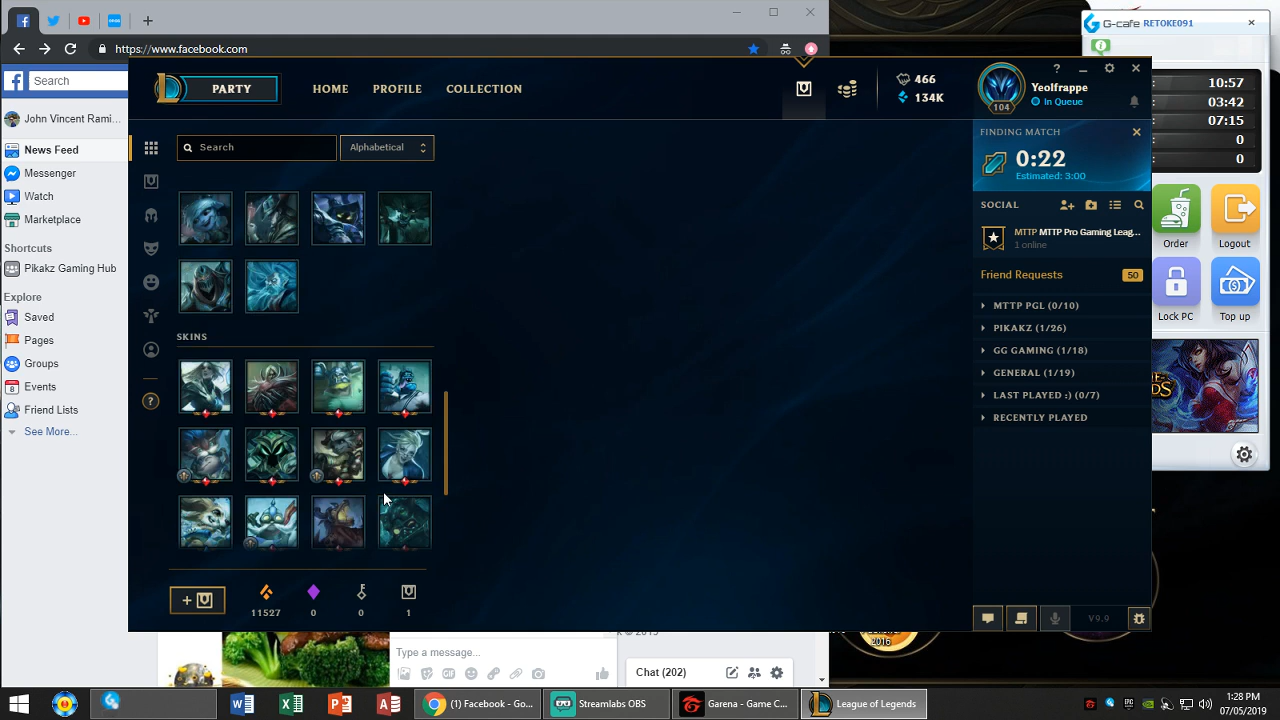 https://www.facebook.com
G-cafe RETOKE091
Search
John Vincent Rami...
News Feed
Messenger
Watch
Marketplace
Shortcuts
Pikakz Gaming Hub
Explore
Saved
Pages
Groups
8
Events
Friend Lists
See More...
PARTY
HOME
PROFILE
COLLECTION
466
134K
104
Yeolfrappe
In Queue
Search
Alphabetical
SKINS
11527
0
0
1
FINDING MATCH
0:22
Estimated: 3:00
SOCIAL
MTTP MTTP Pro Gaming Leag...
1 online
Friend Requests
50
MTTP PGL (0/10)
PIKAKZ (1/26)
GG GAMING (1/18)
GENERAL (1/19)
LAST PLAYED :) (0/7)
RECENTLY PLAYED
V9.9
: 10:57
: 03:42
: 07:15
: 0
: 0
Order
Logout
Lock PC
Top up
Type a message...
GIF
Chat (202)
(1) Facebook - Go...
Streamlabs OBS
Garena - Game C...
League of Legends
1:28 PM
07/05/2019